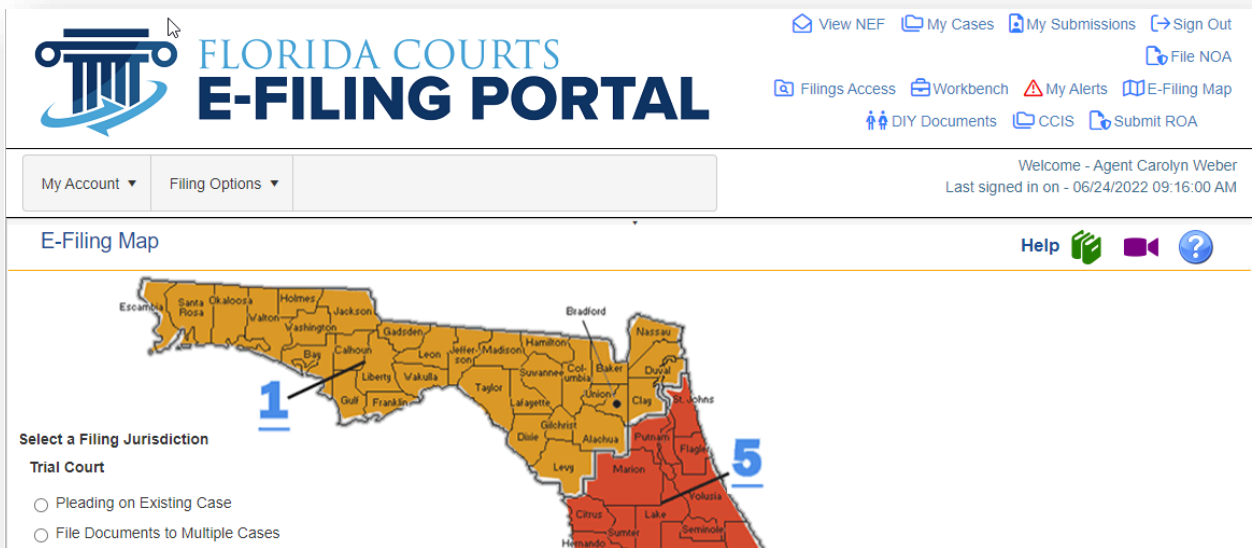 View NEF My Cases My Submissions Sign Out
File NOA
Filings Access Workbench My Alerts E-Filing Map
DIY Documents CCIS Submit ROA
FLORIDA COURTS
E-FILING PORTAL
My Account ▼ Filing Options ▼
Welcome - Agent Carolyn Weber
Last signed in on - 06/24/2022 09:16:00 AM
E-Filing Map
Help
?
Escambia
Santa
Rosa
Okaloosa
Holmes
Walton
Washington
Jackson
Bay
Calhoun
Gadsden
Leon
Jeffer-
son
Madison
Hamilton
Liberty
Wakulla
Gulf
Franklin
Taylor
Suwannee
Col-
umbia
Baker
Bradford
Nassau
Duval
Lafayette
Union
Clay
St. Johns
Gilchrist
Dixie
Alachua
Putnam
Flagler
Levy
Marion
Volusia
Citrus
Lake
Sumter
Seminole
Hernando
1
5
Select a Filing Jurisdiction
Trial Court
Pleading on Existing Case
File Documents to Multiple Cases